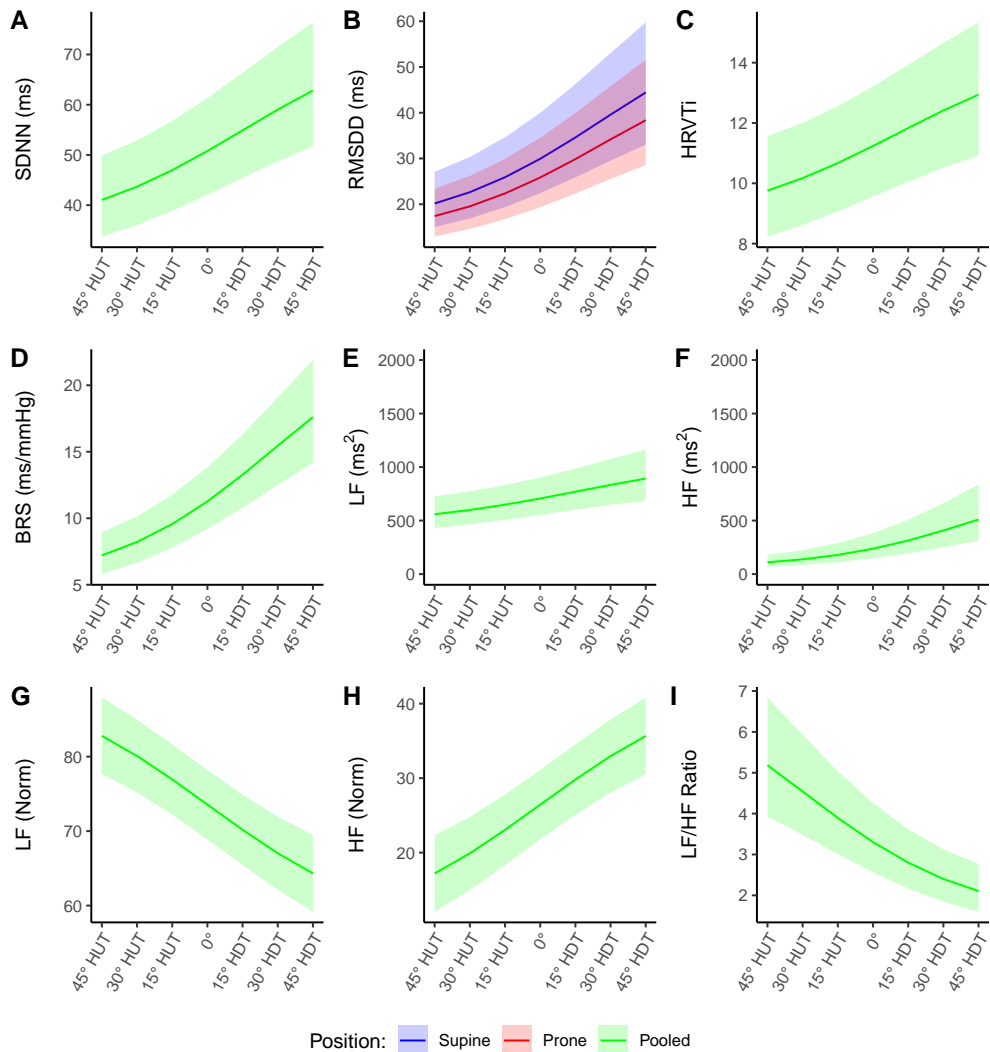 A
SDNN (ms)
70
60
50
40
45° HUT
30° HUT
15° HUT
0°
15° HDT
30° HDT
45° HDT
B
RMSDD (ms)
60
50
40
30
20
45° HUT
30° HUT
15° HUT
0°
15° HDT
30° HDT
45° HDT
C
HRVTi
14
12
10
8
45° HUT
30° HUT
15° HUT
0°
15° HDT
30° HDT
45° HDT
D
BRS (ms/mmHg)
20
15
10
5
45° HUT
30° HUT
15° HUT
0°
15° HDT
30° HDT
45° HDT
E
LF (ms²)
2000
1500
1000
500
0
45° HUT
30° HUT
15° HUT
0°
15° HDT
30° HDT
45° HDT
F
HF (ms²)
2000
1500
1000
500
0
45° HUT
30° HUT
15° HUT
0°
15° HDT
30° HDT
45° HDT
G
LF (Norm)
80
70
60
45° HUT
30° HUT
15° HUT
0°
15° HDT
30° HDT
45° HDT
H
HF (Norm)
40
30
20
45° HUT
30° HUT
15° HUT
0°
15° HDT
30° HDT
45° HDT
I
LF/HF Ratio
7
6
5
4
3
2
45° HUT
30° HUT
15° HUT
0°
15° HDT
30° HDT
45° HDT
Position: Supine Prone Pooled